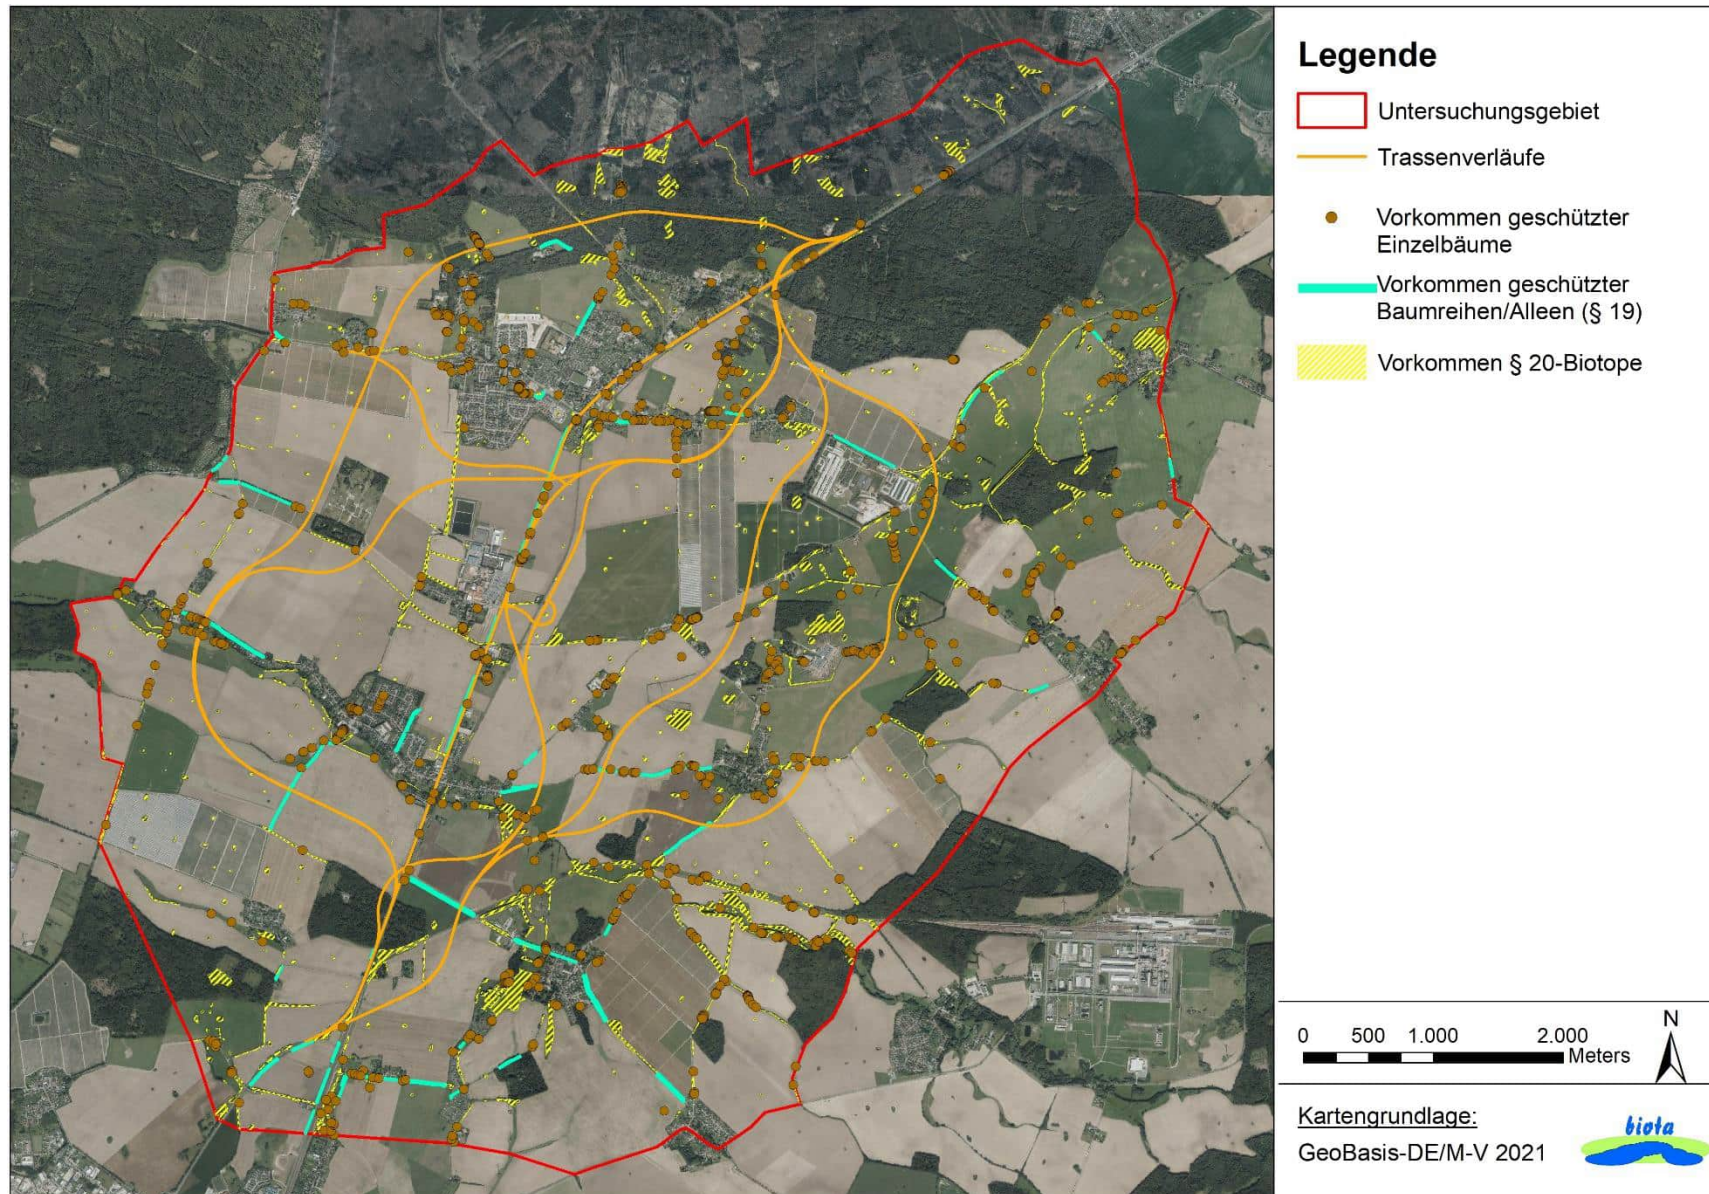 Legende
Untersuchungsgebiet
Trassenverläufe
Vorkommen geschützter
Einzelbäume
Vorkommen geschützter
Baumreihen/Alleen (§ 19)
Vorkommen § 20-Biotope
0 500 1.000 2.000
Meters
N
Kartengrundlage:
GeoBasis-DE/M-V 2021
biota